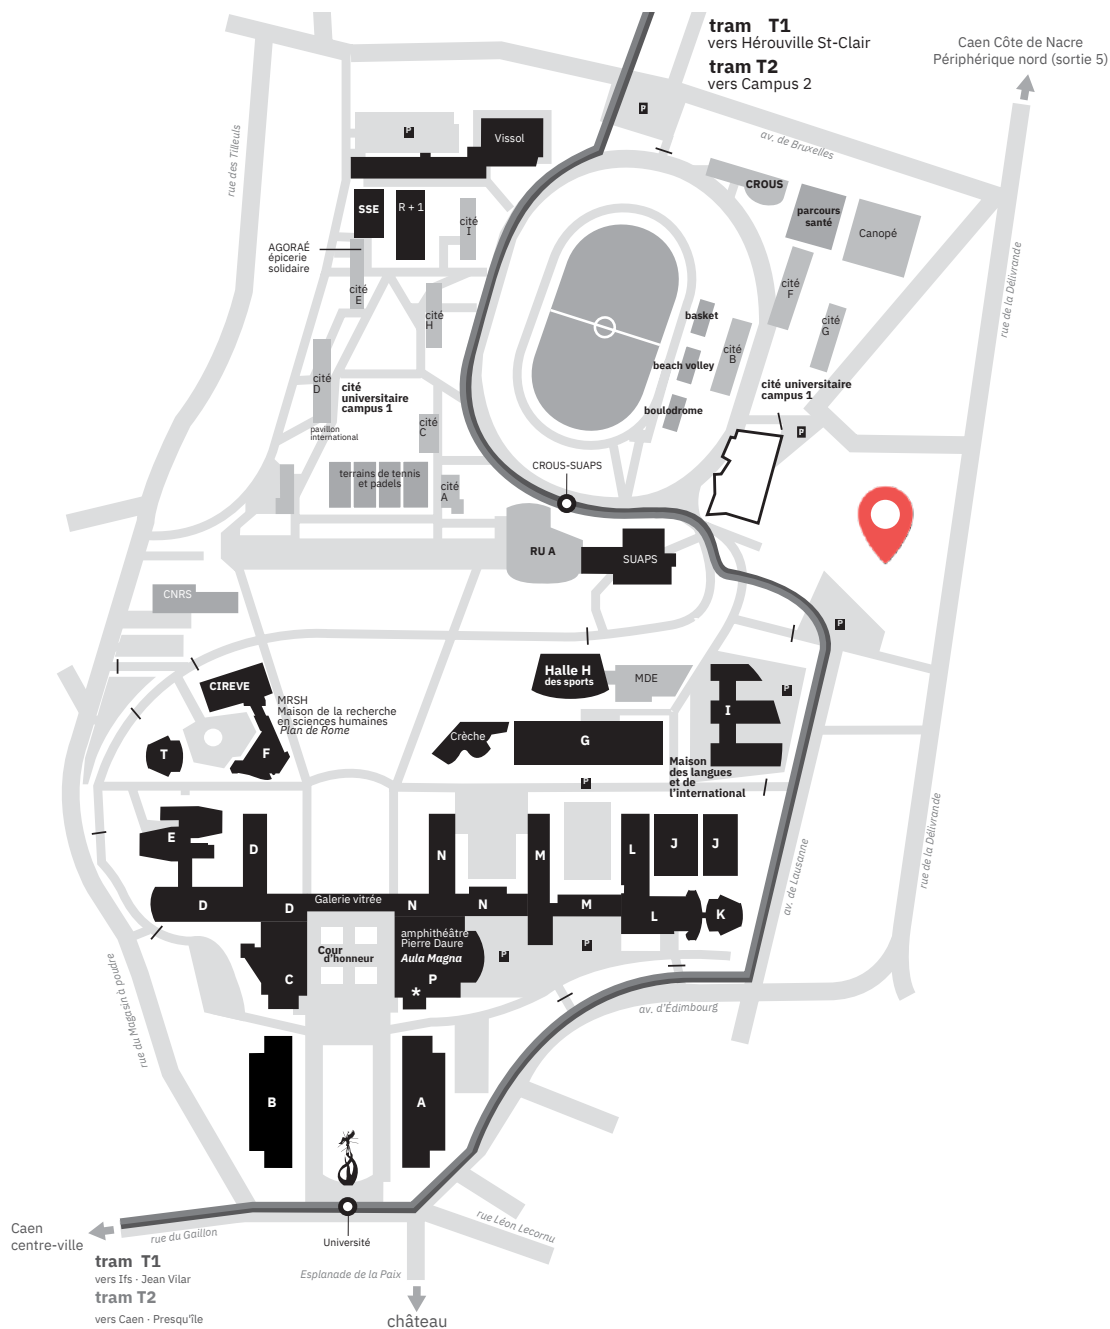 tram T1
vers Hérouville St-Clair
tram T2
vers Campus 2
Caen Côte de Nacre
Périphérique nord (sortie 5)
P
av. de Bruxelles
rue des Tilleuls
P
Vissol
CROUS
parcours
santé
Canopé
SSE
R + 1
cité
I
AGORAÉ
épicerie
solidaire
cité
E
cité
F
cité
G
rue de la Délivrande
cité
H
basket
cité
B
beach volley
boulodrome
cité
D
cité
universitaire
campus 1
pavillon
international
cité
C
cité universitaire
campus 1
P
terrains de tennis
et padels
cité
A
CROUS-SUAPS
RU A
SUAPS
CNRS
P
CIREVE
MRSH
Maison de la recherche
en sciences humaines
Plan de Rome
T
F
Halle H
des sports
MDE
P
I
Crèche
G
Maison
des langues
et de
l'international
P
E
D
N
M
L
J
J
rue de la Délivrande
av. de Lausanne
D
D
Galerie vitrée
N
N
M
L
K
amphithéâtre
Pierre Daure
Aula Magna
P
*
Cour
d'honneur
C
P
P
rue du Magasin à poudre
av. d'Édimbourg
B
A
rue Léon Lecornu
Caen
centre-ville
rue du Gaillon
Université
tram T1
vers Ifs · Jean Vilar
tram T2
vers Caen · Presqu'île
Esplanade de la Paix
château